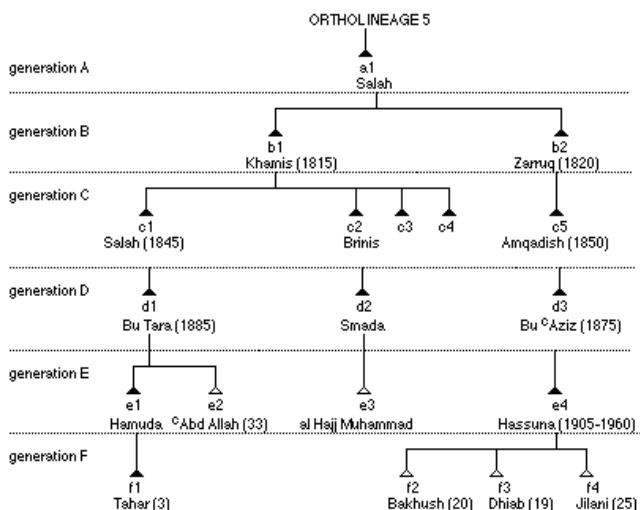 ORTHOLINEAGE 5
generation A
a1
Salah
generation B
b1 b2
Khamis (1815) Zarruq (1820)
generation C
c1 c2 c3 c4 c5
Salah (1845) Brinis Amqadish (1850)
generation D
d1 d2 d3
Bu Tara (1885) Smada Bu ᶜAziz (1875)
generation E
e1 e2 e3 e4
Hamuda ᶜAbd Allah (33) al Hajj Muhammad Hassuna (1905-1960)
generation F
f1 f2 f3 f4
Tahar (3) Bakhush (20) Dhiab (19) Jilani (25)